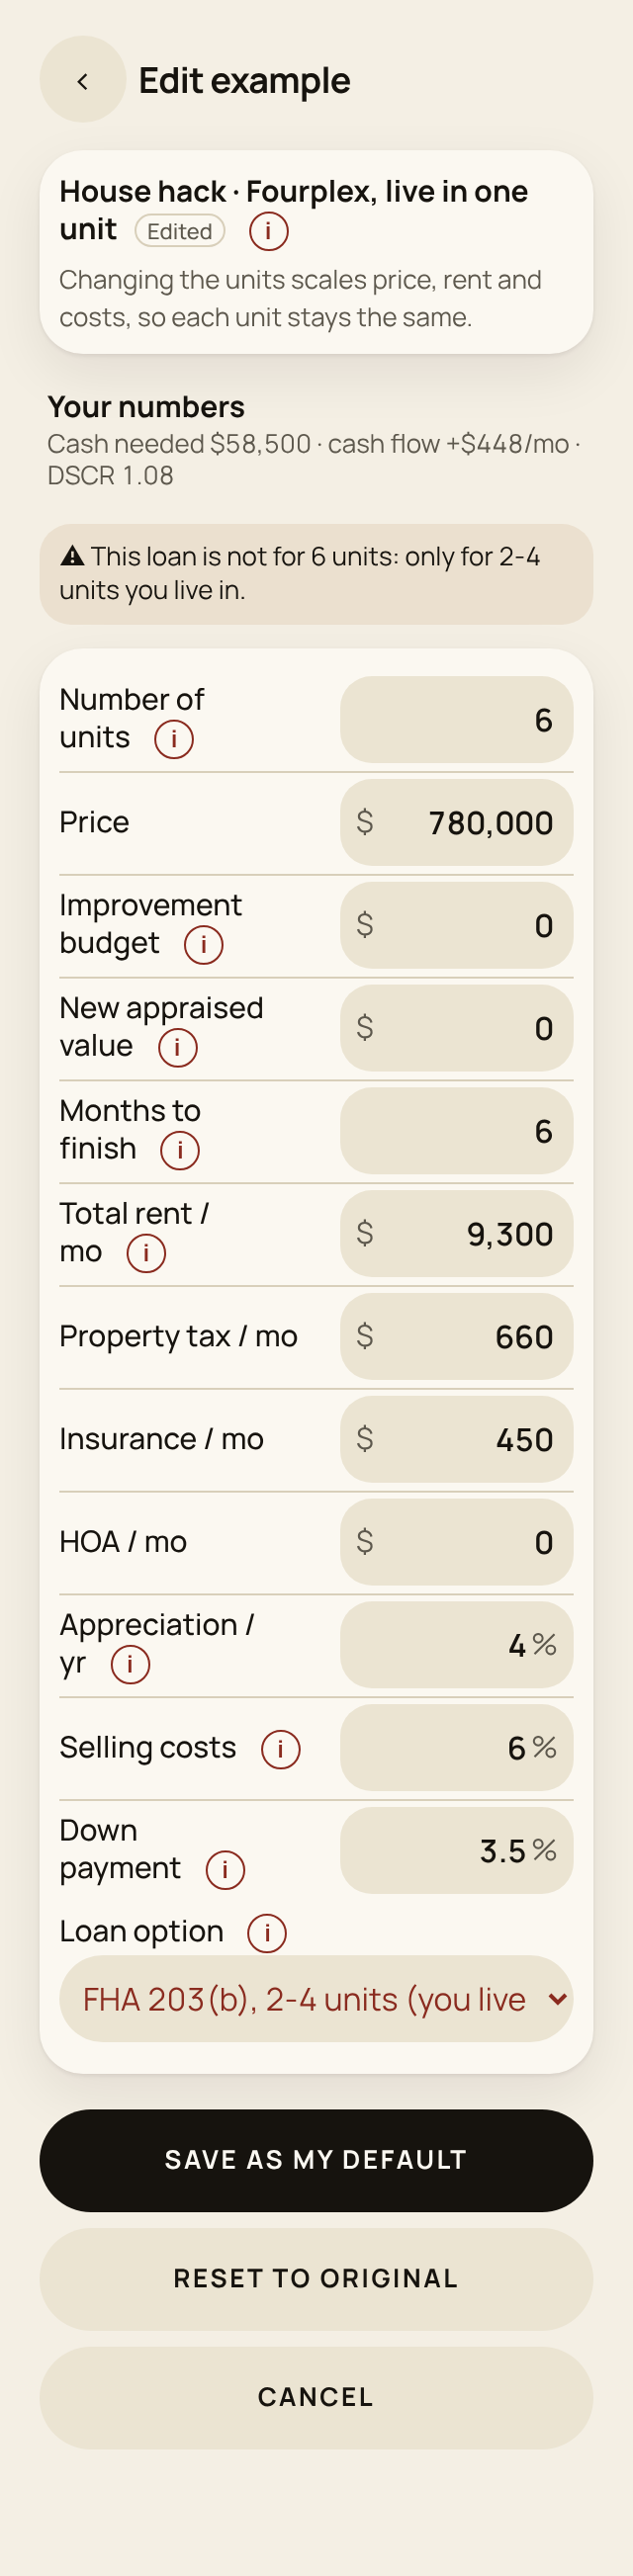 Edit example
House hack · Fourplex, live in one
unit Edited i
Changing the units scales price, rent and
costs, so each unit stays the same.
Your numbers
Cash needed $58,500 · cash flow +$448/mo ·
DSCR 1.08
This loan is not for 6 units: only for 2-4
units you live in.
Number of
units i
6
Price
$ 780,000
Improvement
budget i
$ 0
New appraised
value i
$ 0
Months to
finish i
6
Total rent /
mo i
$ 9,300
Property tax / mo
$ 660
Insurance / mo
$ 450
HOA / mo
$ 0
Appreciation /
yr i
4 %
Selling costs i
6 %
Down
payment i
3.5 %
Loan option i
FHA 203(b), 2-4 units (you live
SAVE AS MY DEFAULT
RESET TO ORIGINAL
CANCEL